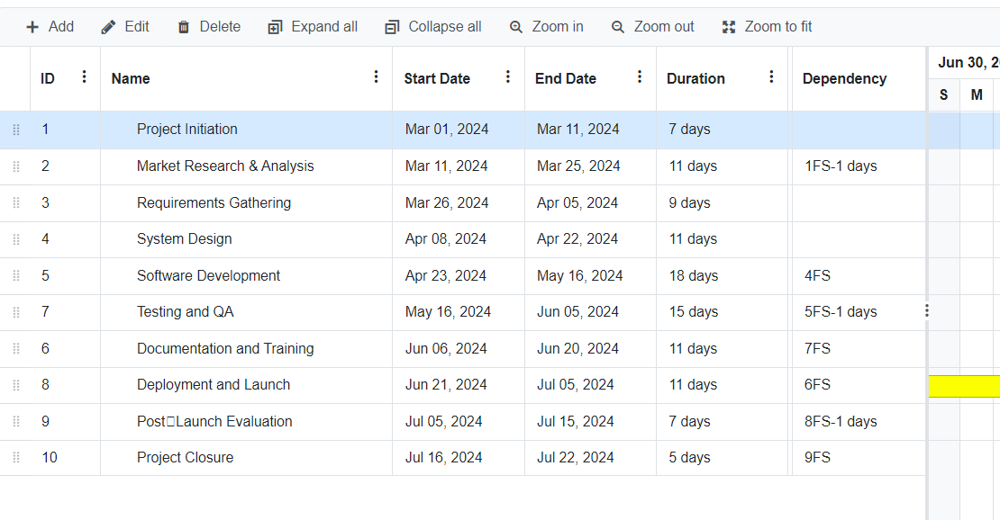 Add Edit Delete Expand all Collapse all Zoom in Zoom out Zoom to fit
ID Name Start Date End Date Duration Dependency Jun 30, 20
S M
1 Project Initiation Mar 01, 2024 Mar 11, 2024 7 days
2 Market Research & Analysis Mar 11, 2024 Mar 25, 2024 11 days 1FS-1 days
3 Requirements Gathering Mar 26, 2024 Apr 05, 2024 9 days
4 System Design Apr 08, 2024 Apr 22, 2024 11 days
5 Software Development Apr 23, 2024 May 16, 2024 18 days 4FS
7 Testing and QA May 16, 2024 Jun 05, 2024 15 days 5FS-1 days
6 Documentation and Training Jun 06, 2024 Jun 20, 2024 11 days 7FS
8 Deployment and Launch Jun 21, 2024 Jul 05, 2024 11 days 6FS
9 Post□Launch Evaluation Jul 05, 2024 Jul 15, 2024 7 days 8FS-1 days
10 Project Closure Jul 16, 2024 Jul 22, 2024 5 days 9FS